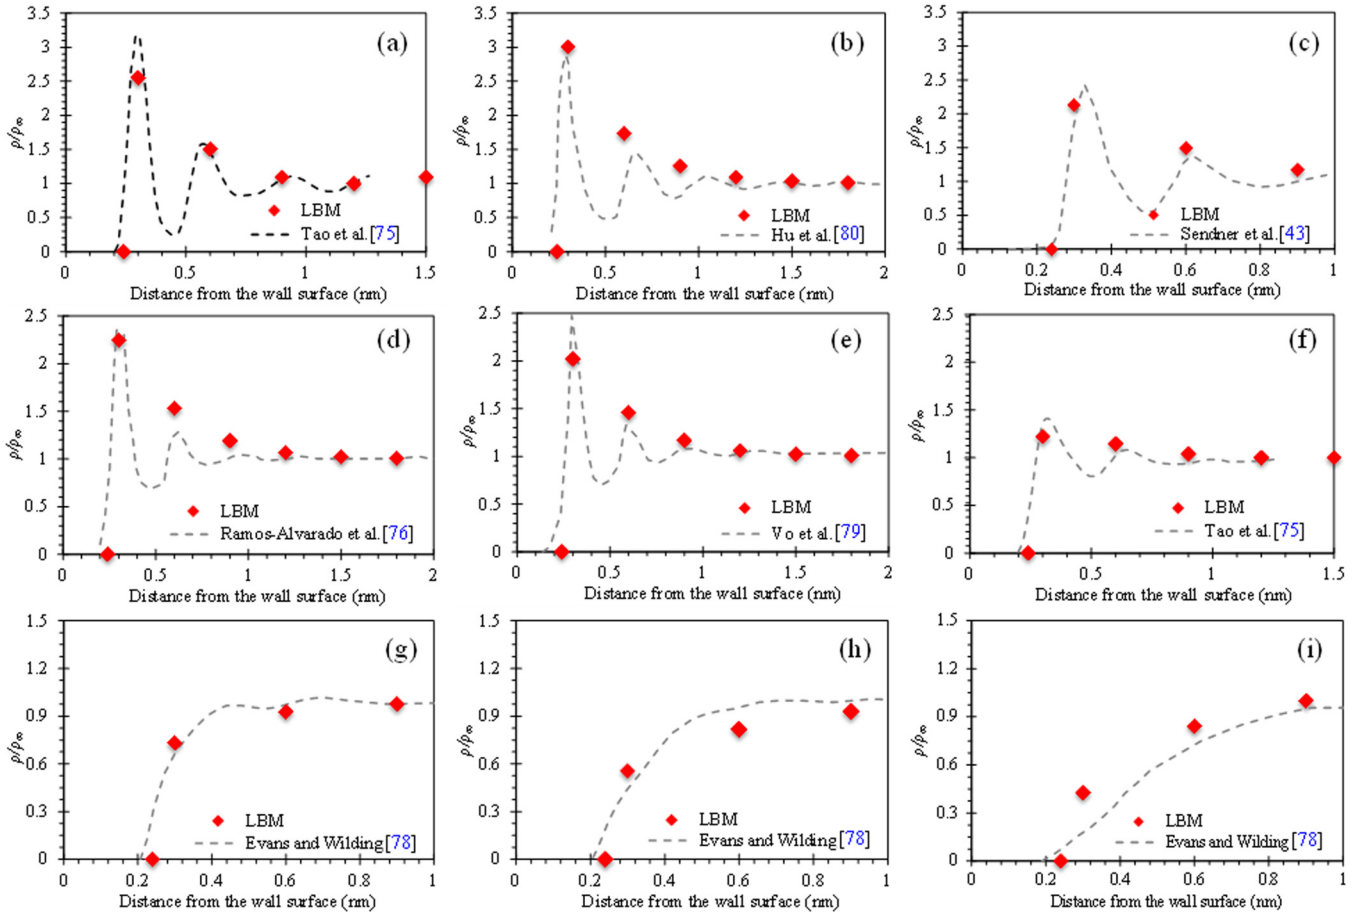 3.5
3
2.5
2
1.5
1
0.5
0
ρ/ρ∞
(a)
LBM
Tao et al.[75]
0 0.5 1 1.5
Distance from the wall surface (nm)
3.5
3
2.5
2
1.5
1
0.5
0
ρ/ρ∞
(b)
LBM
Hu et al.[80]
0 0.5 1 1.5 2
Distance from the wall surface (nm)
3.5
3
2.5
2
1.5
1
0.5
0
ρ/ρ∞
(c)
LBM
Sendner et al.[43]
0 0.2 0.4 0.6 0.8 1
Distance from the wall surface (nm)
2.5
2
1.5
1
0.5
0
ρ/ρ∞
(d)
LBM
Ramos-Alvarado et al.[76]
0 0.5 1 1.5 2
Distance from the wall surface (nm)
2.5
2
1.5
1
0.5
0
ρ/ρ∞
(e)
LBM
Vo et al.[79]
0 0.5 1 1.5 2
Distance from the wall surface (nm)
2.5
2
1.5
1
0.5
0
ρ/ρ∞
(f)
LBM
Tao et al.[75]
0 0.5 1 1.5
Distance from the wall surface (nm)
1.5
1.2
0.9
0.6
0.3
0
ρ/ρ∞
(g)
LBM
Evans and Wilding[78]
0 0.2 0.4 0.6 0.8 1
Distance from the wall surface (nm)
1.5
1.2
0.9
0.6
0.3
0
ρ/ρ∞
(h)
LBM
Evans and Wilding[78]
0 0.2 0.4 0.6 0.8 1
Distance from the wall surface (nm)
1.5
1.2
0.9
0.6
0.3
0
ρ/ρ∞
(i)
LBM
Evans and Wilding[78]
0 0.2 0.4 0.6 0.8 1
Distance from the wall surface (nm)